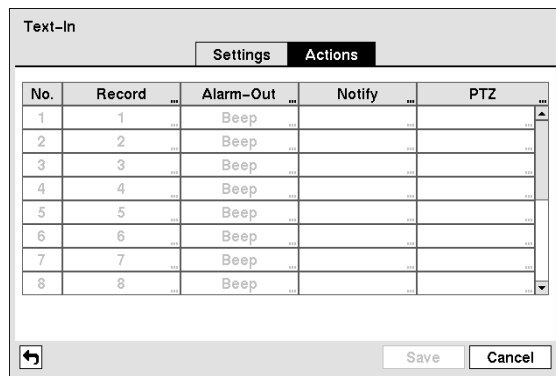 Text-In
Settings Actions
No. Record ... Alarm-Out ... Notify ... PTZ ...
1 1 ... Beep ... ... ...
2 2 ... Beep ... ... ...
3 3 ... Beep ... ... ...
4 4 ... Beep ... ... ...
5 5 ... Beep ... ... ...
6 6 ... Beep ... ... ...
7 7 ... Beep ... ... ...
8 8 ... Beep ... ... ...
Save Cancel